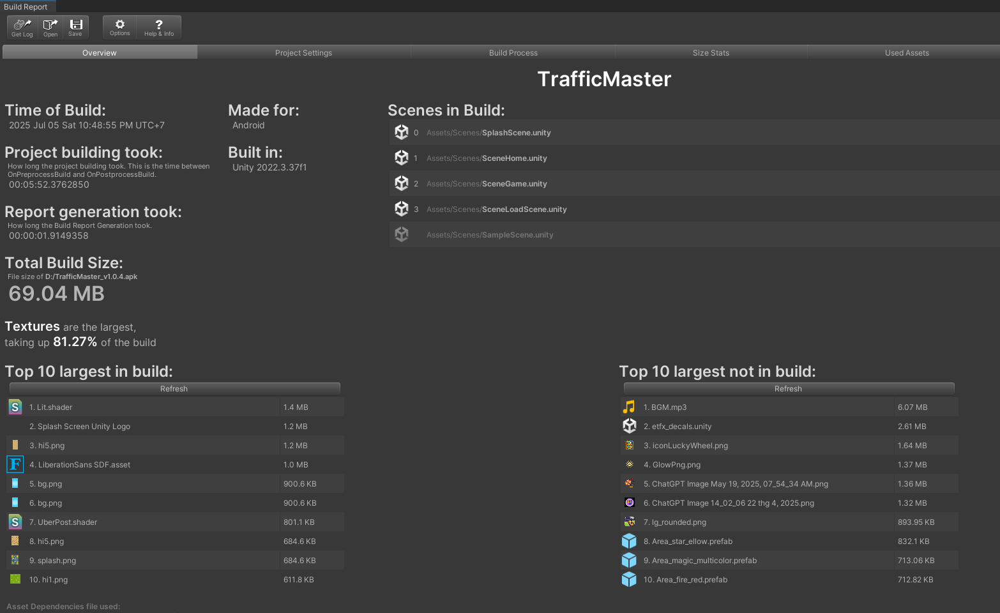 Build Report
Get Log
Open
Save
Options
Help & Info
Overview
Project Settings
Build Process
Size Stats
Used Assets
TrafficMaster
Time of Build:
2025 Jul 05 Sat 10:48:55 PM UTC+7
Made for:
Android
Project building took:
How long the project building took. This is the time between
OnPreprocessBuild and OnPostprocessBuild.
00:05:52.3762850
Built in:
Unity 2022.3.37f1
Report generation took:
How long the Build Report Generation took.
00:00:01.9149358
Total Build Size:
File size of D:/TrafficMaster_v1.0.4.apk
69.04 MB
Textures are the largest,
taking up 81.27% of the build
Scenes in Build:
0 Assets/Scenes/SplashScene.unity
1 Assets/Scenes/SceneHome.unity
2 Assets/Scenes/SceneGame.unity
3 Assets/Scenes/SceneLoadScene.unity
Assets/Scenes/SampleScene.unity
Top 10 largest in build:
Refresh
1. Lit.shader 1.4 MB
2. Splash Screen Unity Logo 1.2 MB
3. hi5.png 1.2 MB
4. LiberationSans SDF.asset 1.0 MB
5. bg.png 900.6 KB
6. bg.png 900.6 KB
7. UberPost.shader 801.1 KB
8. hi5.png 684.6 KB
9. splash.png 684.6 KB
10. hi1.png 611.8 KB
Top 10 largest not in build:
Refresh
1. BGM.mp3 6.07 MB
2. etfx_decals.unity 2.61 MB
3. iconLuckyWheel.png 1.64 MB
4. GlowPng.png 1.37 MB
5. ChatGPT Image May 19, 2025, 07_54_34 AM.png 1.36 MB
6. ChatGPT Image 14_02_06 22 thg 4, 2025.png 1.32 MB
7. lg_rounded.png 893.95 KB
8. Area_star_ellow.prefab 832.1 KB
9. Area_magic_multicolor.prefab 713.06 KB
10. Area_fire_red.prefab 712.82 KB
Asset Dependencies file used: